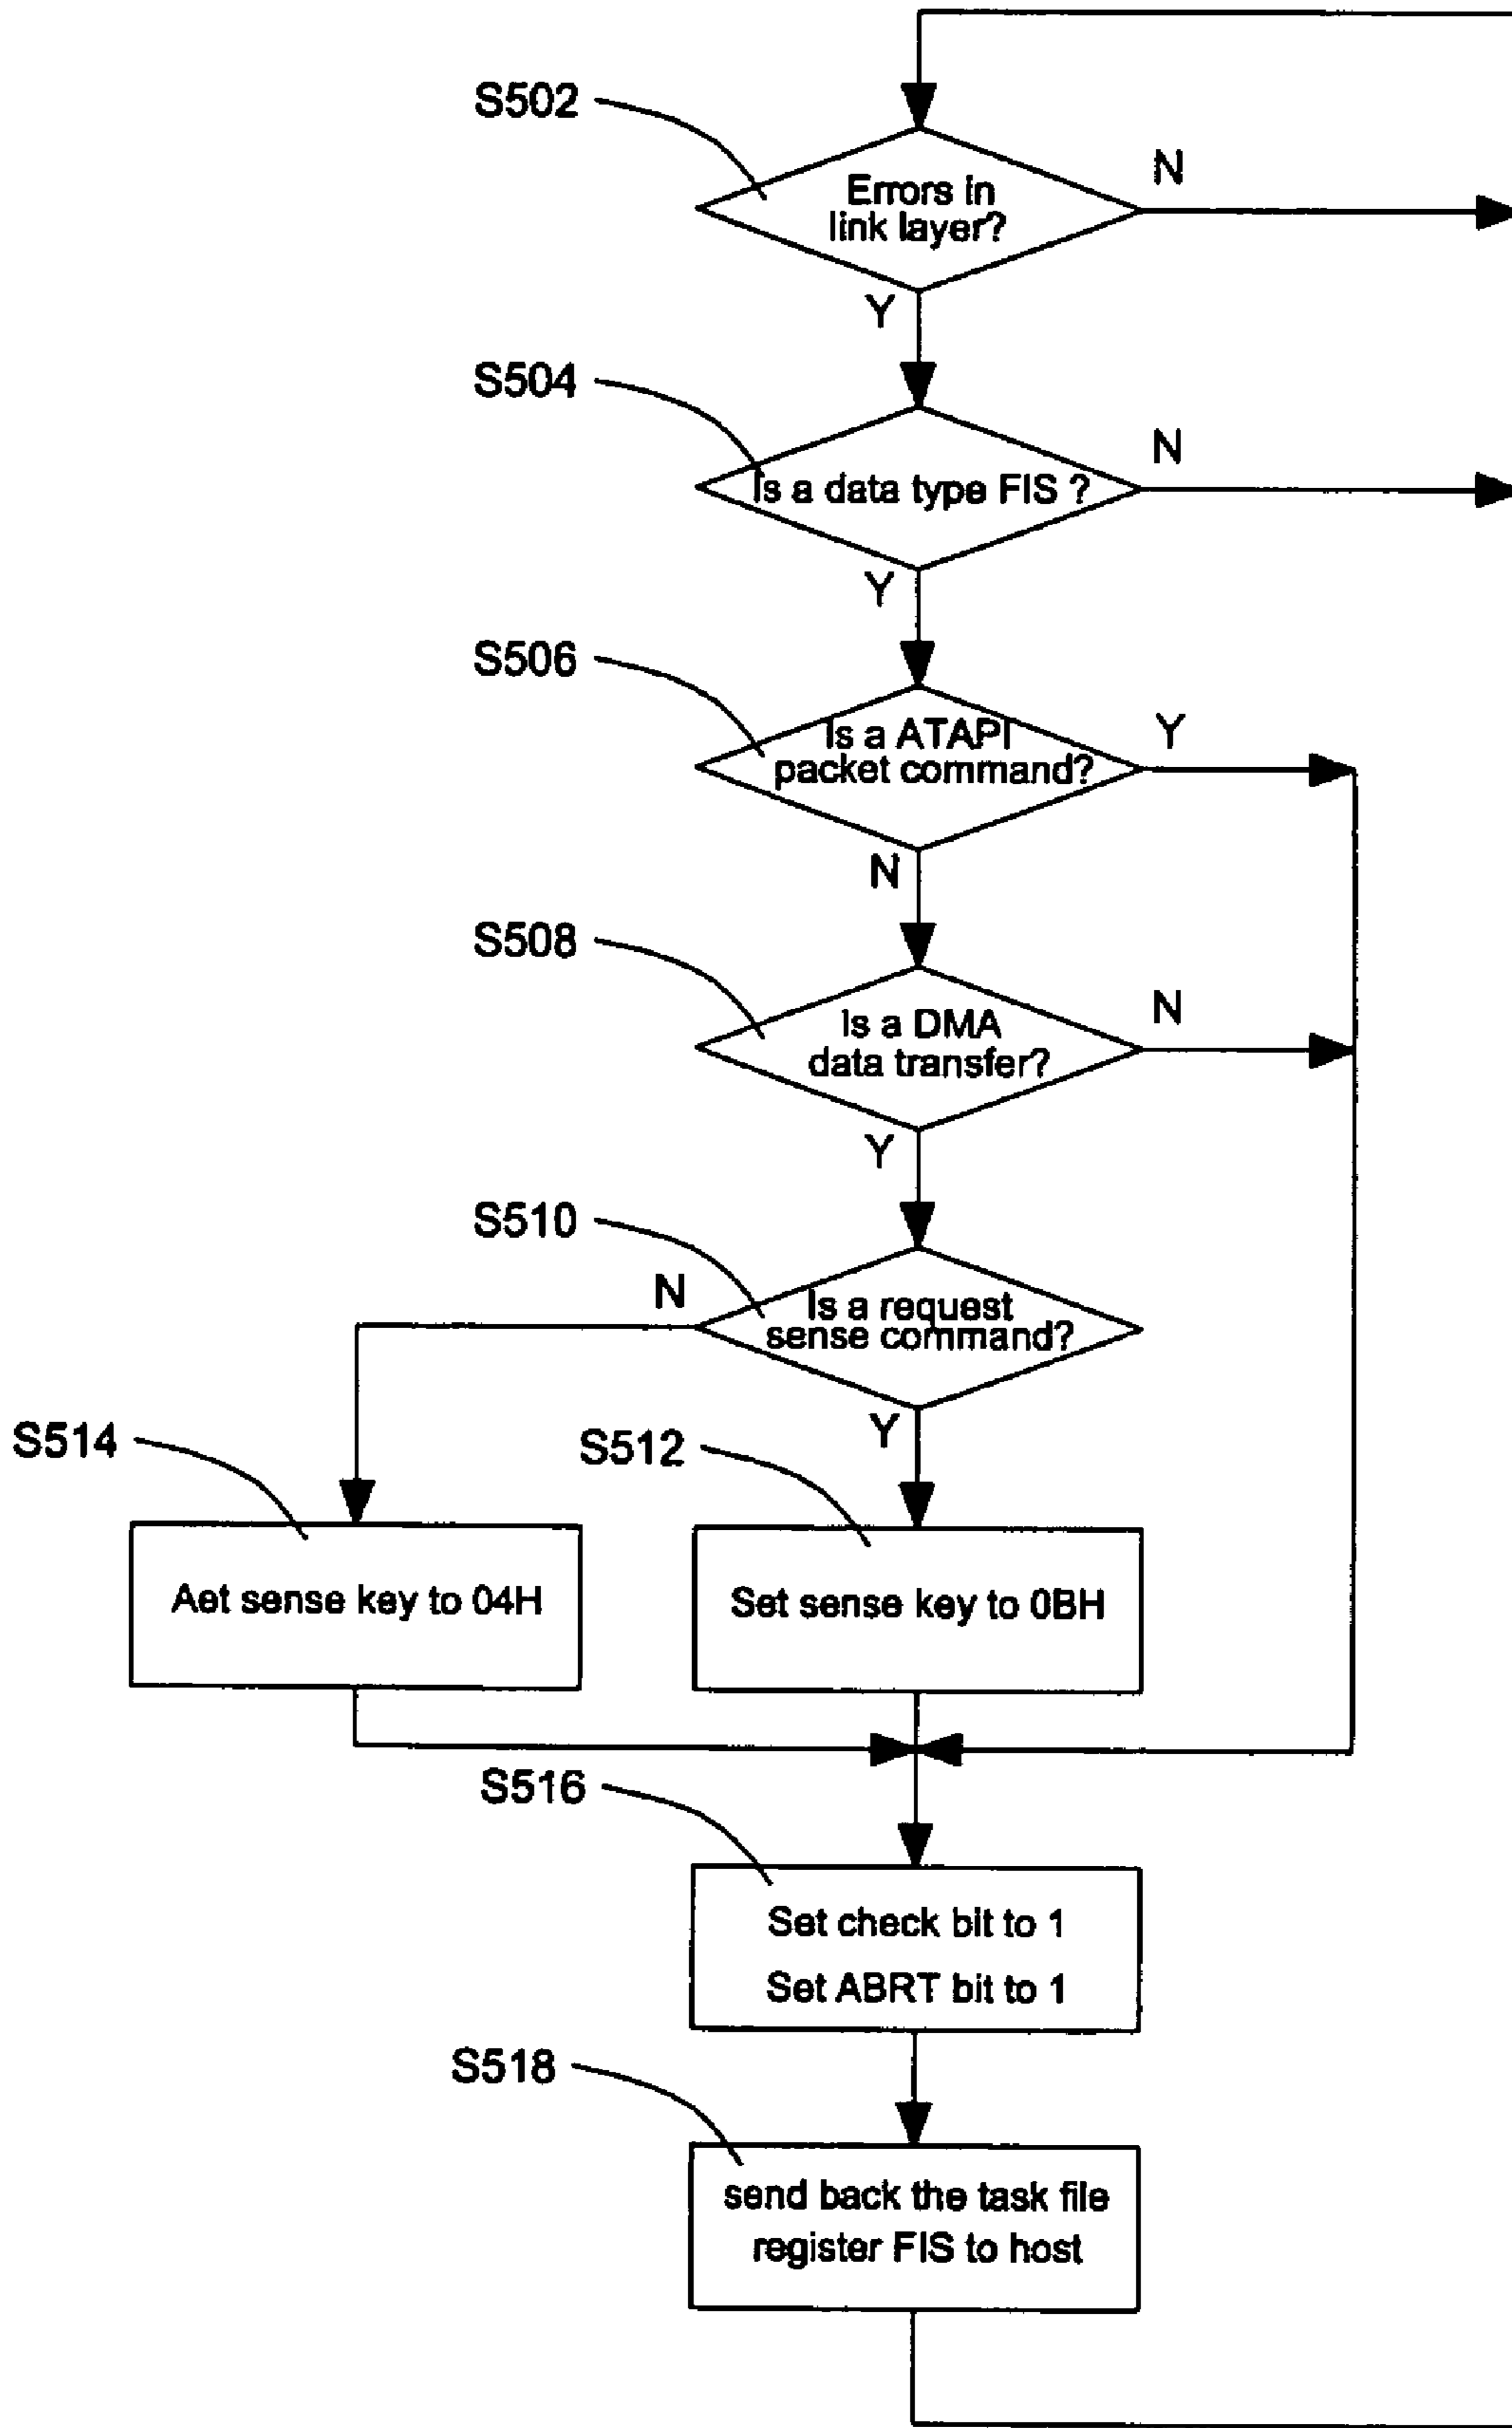 S502
Errors in
link layer?
N
Y
S504
Is a data type FIS ?
N
Y
S506
Is a ATAPI
packet command?
Y
N
S508
Is a DMA
data transfer?
N
Y
S510
N
Is a request
sense command?
Y
S514
S512
Aet sense key to 04H
Set sense key to 0BH
S516
Set check bit to 1
Set ABRT bit to 1
S518
send back the task file
register FIS to host